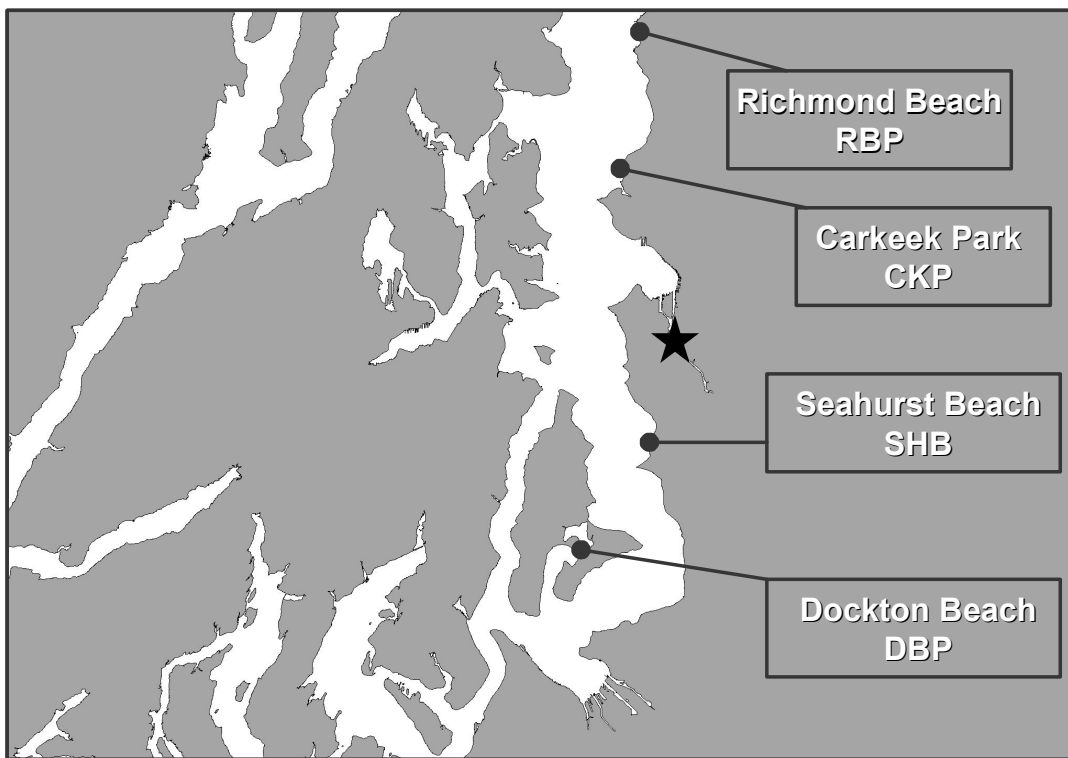 Richmond Beach
RBP
Carkeek Park
CKP
Seahurst Beach
SHB
Dockton Beach
DBP